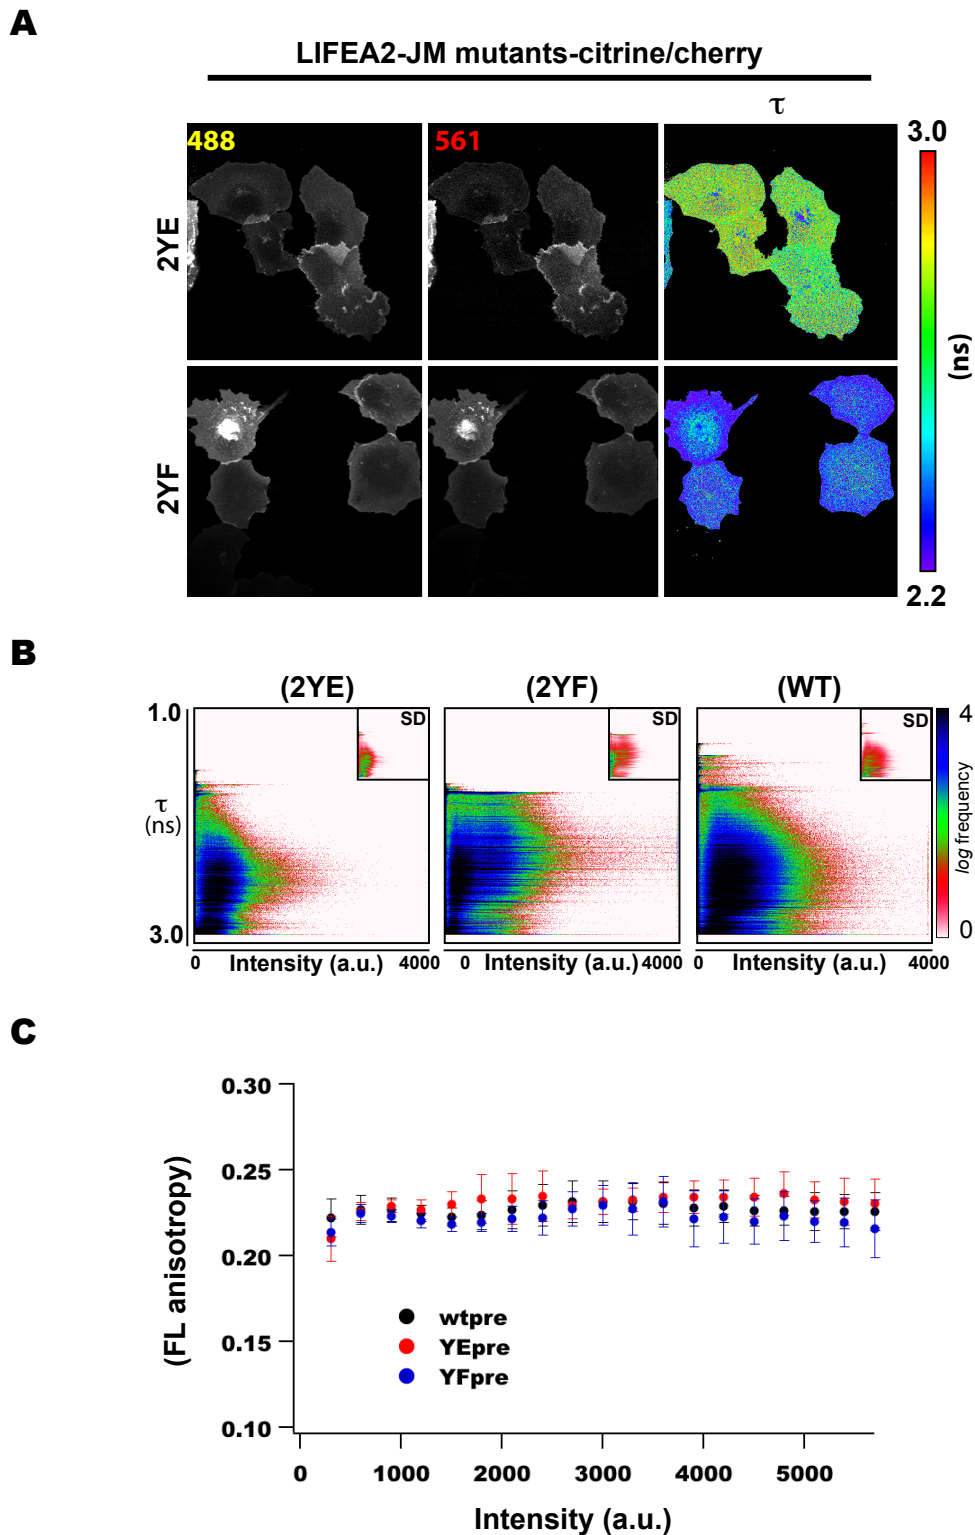 A
LIFEA2-JM mutants-citrine/cherry
τ
488
561
3.0
2YE
2YF
(ns)
2.2
B
(2YE)
(2YF)
(WT)
1.0
SD
SD
SD
4
τ
(ns)
log frequency
3.0
0
0
Intensity (a.u.)
4000
0
Intensity (a.u.)
4000
0
Intensity (a.u.)
4000
C
0.30
0.25
0.20
0.15
0.10
(FL anisotropy)
wtpre
YEpre
YFpre
0
1000
2000
3000
4000
5000
Intensity (a.u.)